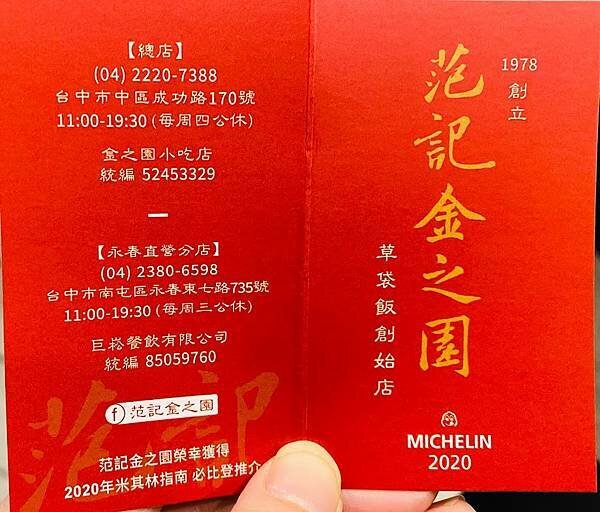 【總店】
(04) 2220-7388
台中市中區成功路170號
11:00-19:30 (每周四公休)
金之園小吃店
統編 52453329
【永春直營分店】
(04) 2380-6598
台中市南屯區永春東七路735號
11:00-19:30 (每周三公休)
巨崧餐飲有限公司
統編 85059760
f 范記金之園
范記
范記金之園榮幸獲得
2020年米其林指南 必比登推介
1978 創立
范記金之園
草袋飯創始店
MICHELIN
2020